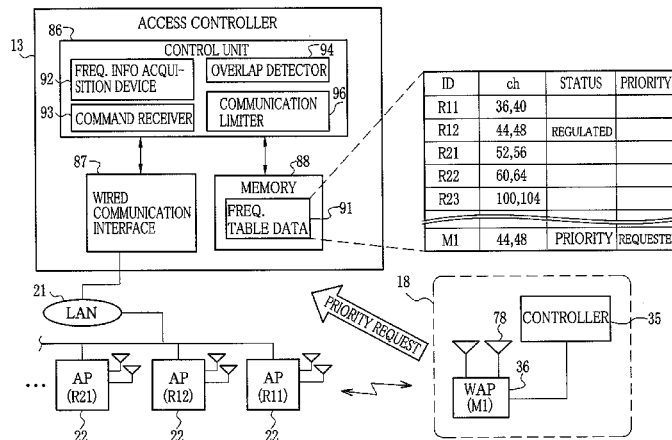 ACCESS CONTROLLER
13
86
CONTROL UNIT
94
92
FREQ. INFO ACQUI-
SITION DEVICE
OVERLAP DETECTOR
93
COMMAND RECEIVER
COMMUNICATION
LIMITER
96
87
88
WIRED
COMMUNICATION
INTERFACE
MEMORY
FREQ.
TABLE DATA
91
ID ch STATUS PRIORITY
R11 36,40
R12 44,48 REGULATED
R21 52,56
R22 60,64
R23 100,104
M1 44,48 PRIORITY REQUESTED
21
LAN
PRIORITY REQUEST
18
78
CONTROLLER
35
36
WAP
(M1)
...
AP
(R21)
AP
(R12)
AP
(R11)
22
22
22